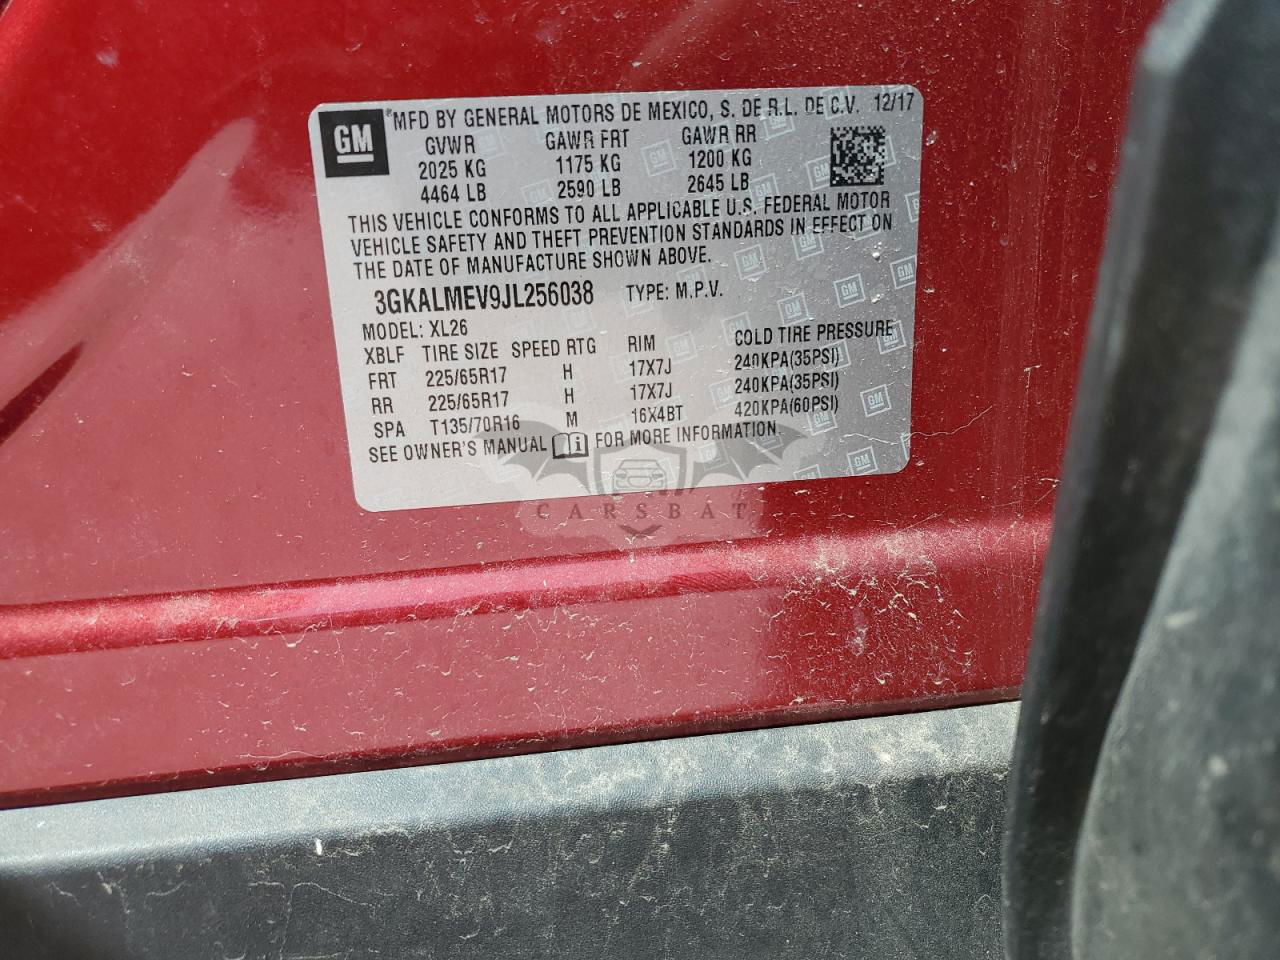 GM
®MFD BY GENERAL MOTORS DE MEXICO, S. DE R.L. DE C.V. 12/17
GVWR GAWR FRT GAWR RR
2025 KG 1175 KG 1200 KG
4464 LB 2590 LB 2645 LB
THIS VEHICLE CONFORMS TO ALL APPLICABLE U.S. FEDERAL MOTOR
VEHICLE SAFETY AND THEFT PREVENTION STANDARDS IN EFFECT ON
THE DATE OF MANUFACTURE SHOWN ABOVE.
3GKALMEV9JL256038 TYPE: M.P.V.
MODEL: XL26
XBLF TIRE SIZE SPEED RTG RIM COLD TIRE PRESSURE
FRT 225/65R17 H 17X7J 240KPA(35PSI)
RR 225/65R17 H 17X7J 240KPA(35PSI)
SPA T135/70R16 M 16X4BT 420KPA(60PSI)
SEE OWNER'S MANUAL i FOR MORE INFORMATION.
CARSBAT